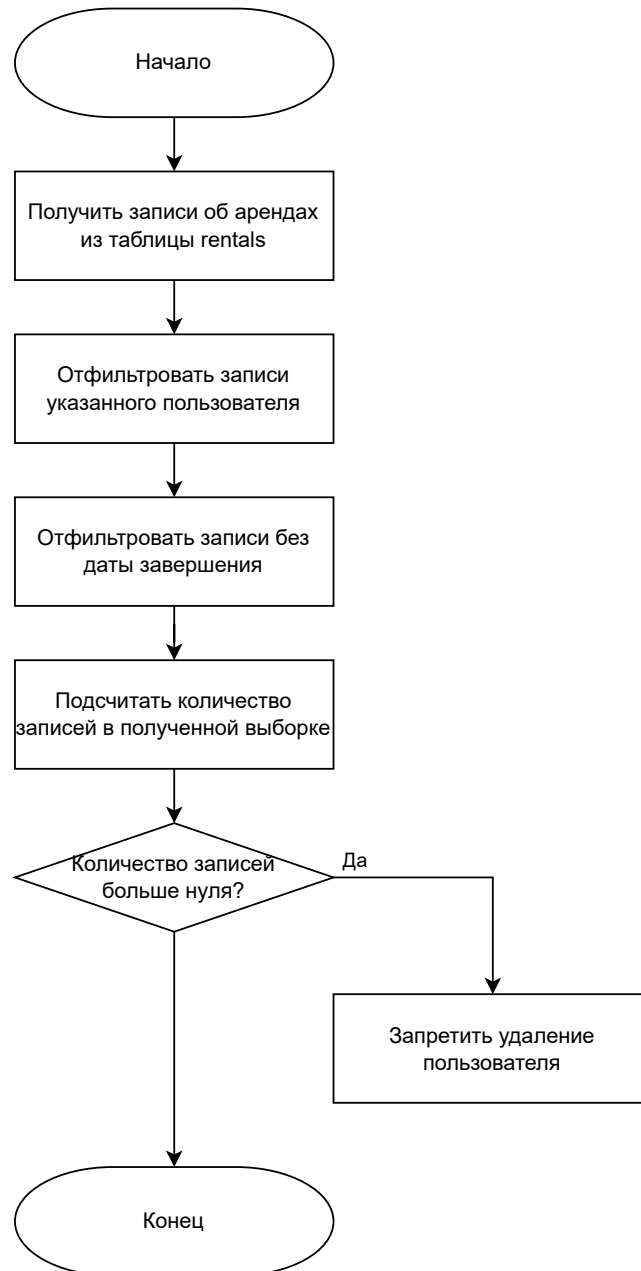 Начало
Получить записи об арендах
из таблицы rentals
Отфильтровать записи
указанного пользователя
Отфильтровать записи без
даты завершения
Подсчитать количество
записей в полученной выборке
Количество записей
больше нуля?
Да
Запретить удаление
пользователя
Конец